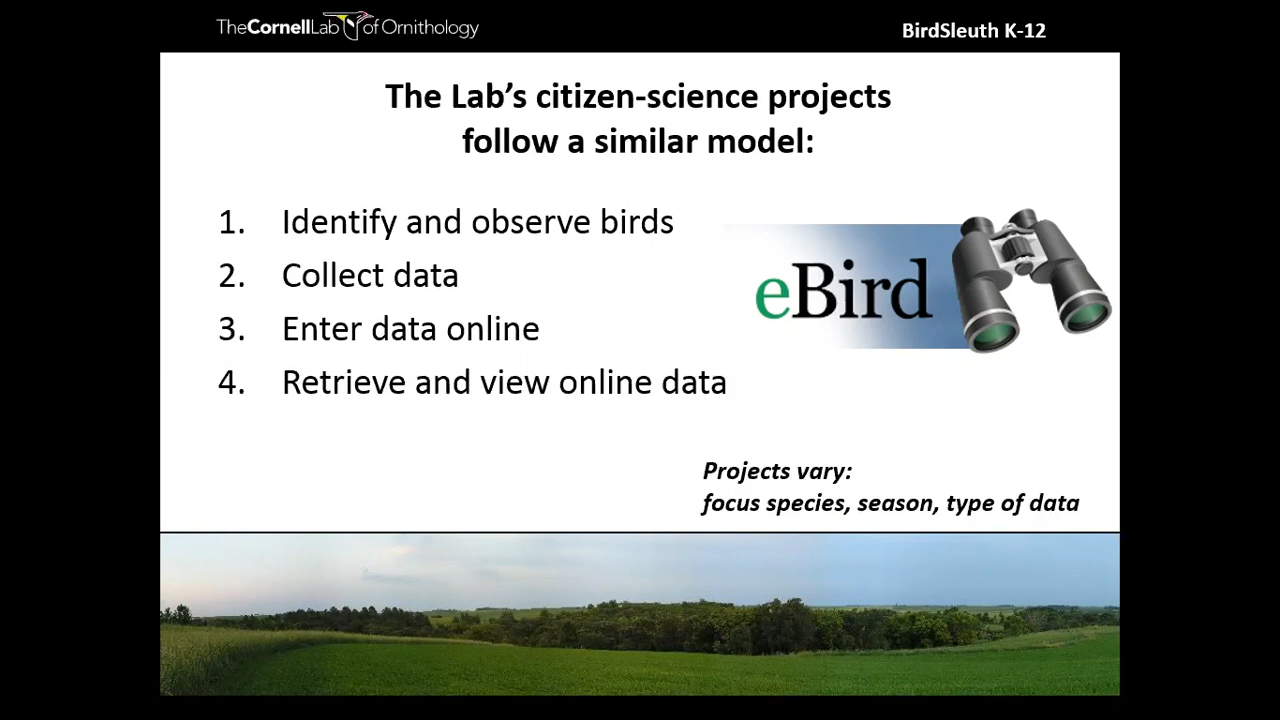 TheCornellLab of Ornithology
BirdSleuth K-12
The Lab’s citizen-science projects
follow a similar model:
1. Identify and observe birds
2. Collect data
3. Enter data online
4. Retrieve and view online data
eBird
Projects vary:
focus species, season, type of data